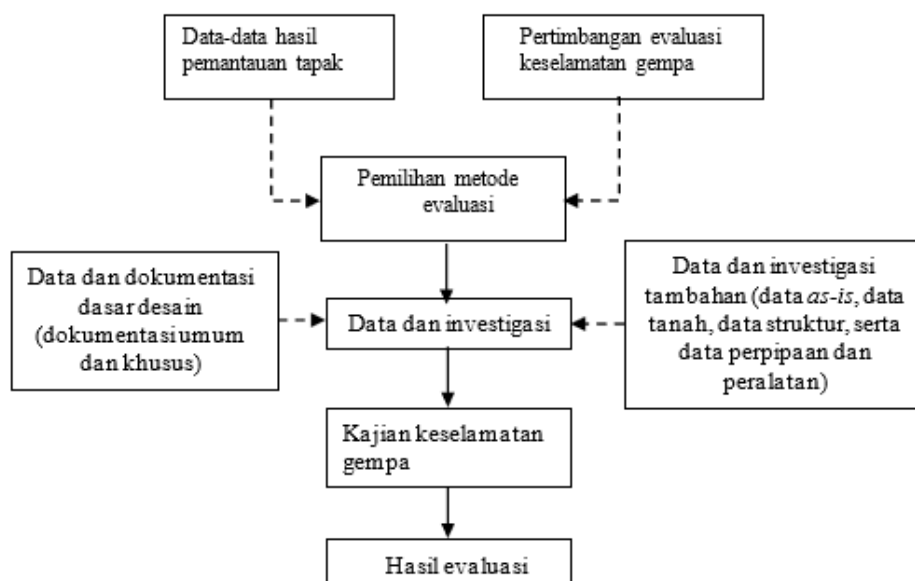 Data-data hasil
pemantauan tapak
Pertimbangan evaluasi
keselamatan gempa
Pemilihan metode
evaluasi
Data dan dokumentasi
dasar desain
(dokumentasi umum
dan khusus)
Data dan investigasi
Data dan investigasi
tambahan (data as-is, data
tanah, data struktur, serta
data perpipaan dan
peralatan)
Kajian keselamatan
gempa
Hasil evaluasi